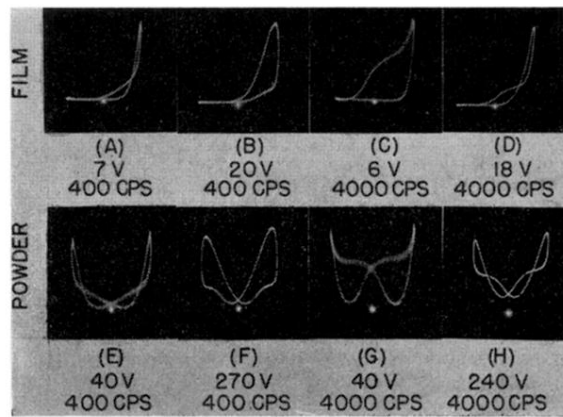 FILM
(A) (B) (C) (D)
7 V 20 V 6 V 18 V
400 CPS 400 CPS 4000 CPS 4000 CPS
POWDER
(E) (F) (G) (H)
40 V 270 V 40 V 240 V
400 CPS 400 CPS 4000 CPS 4000 CPS